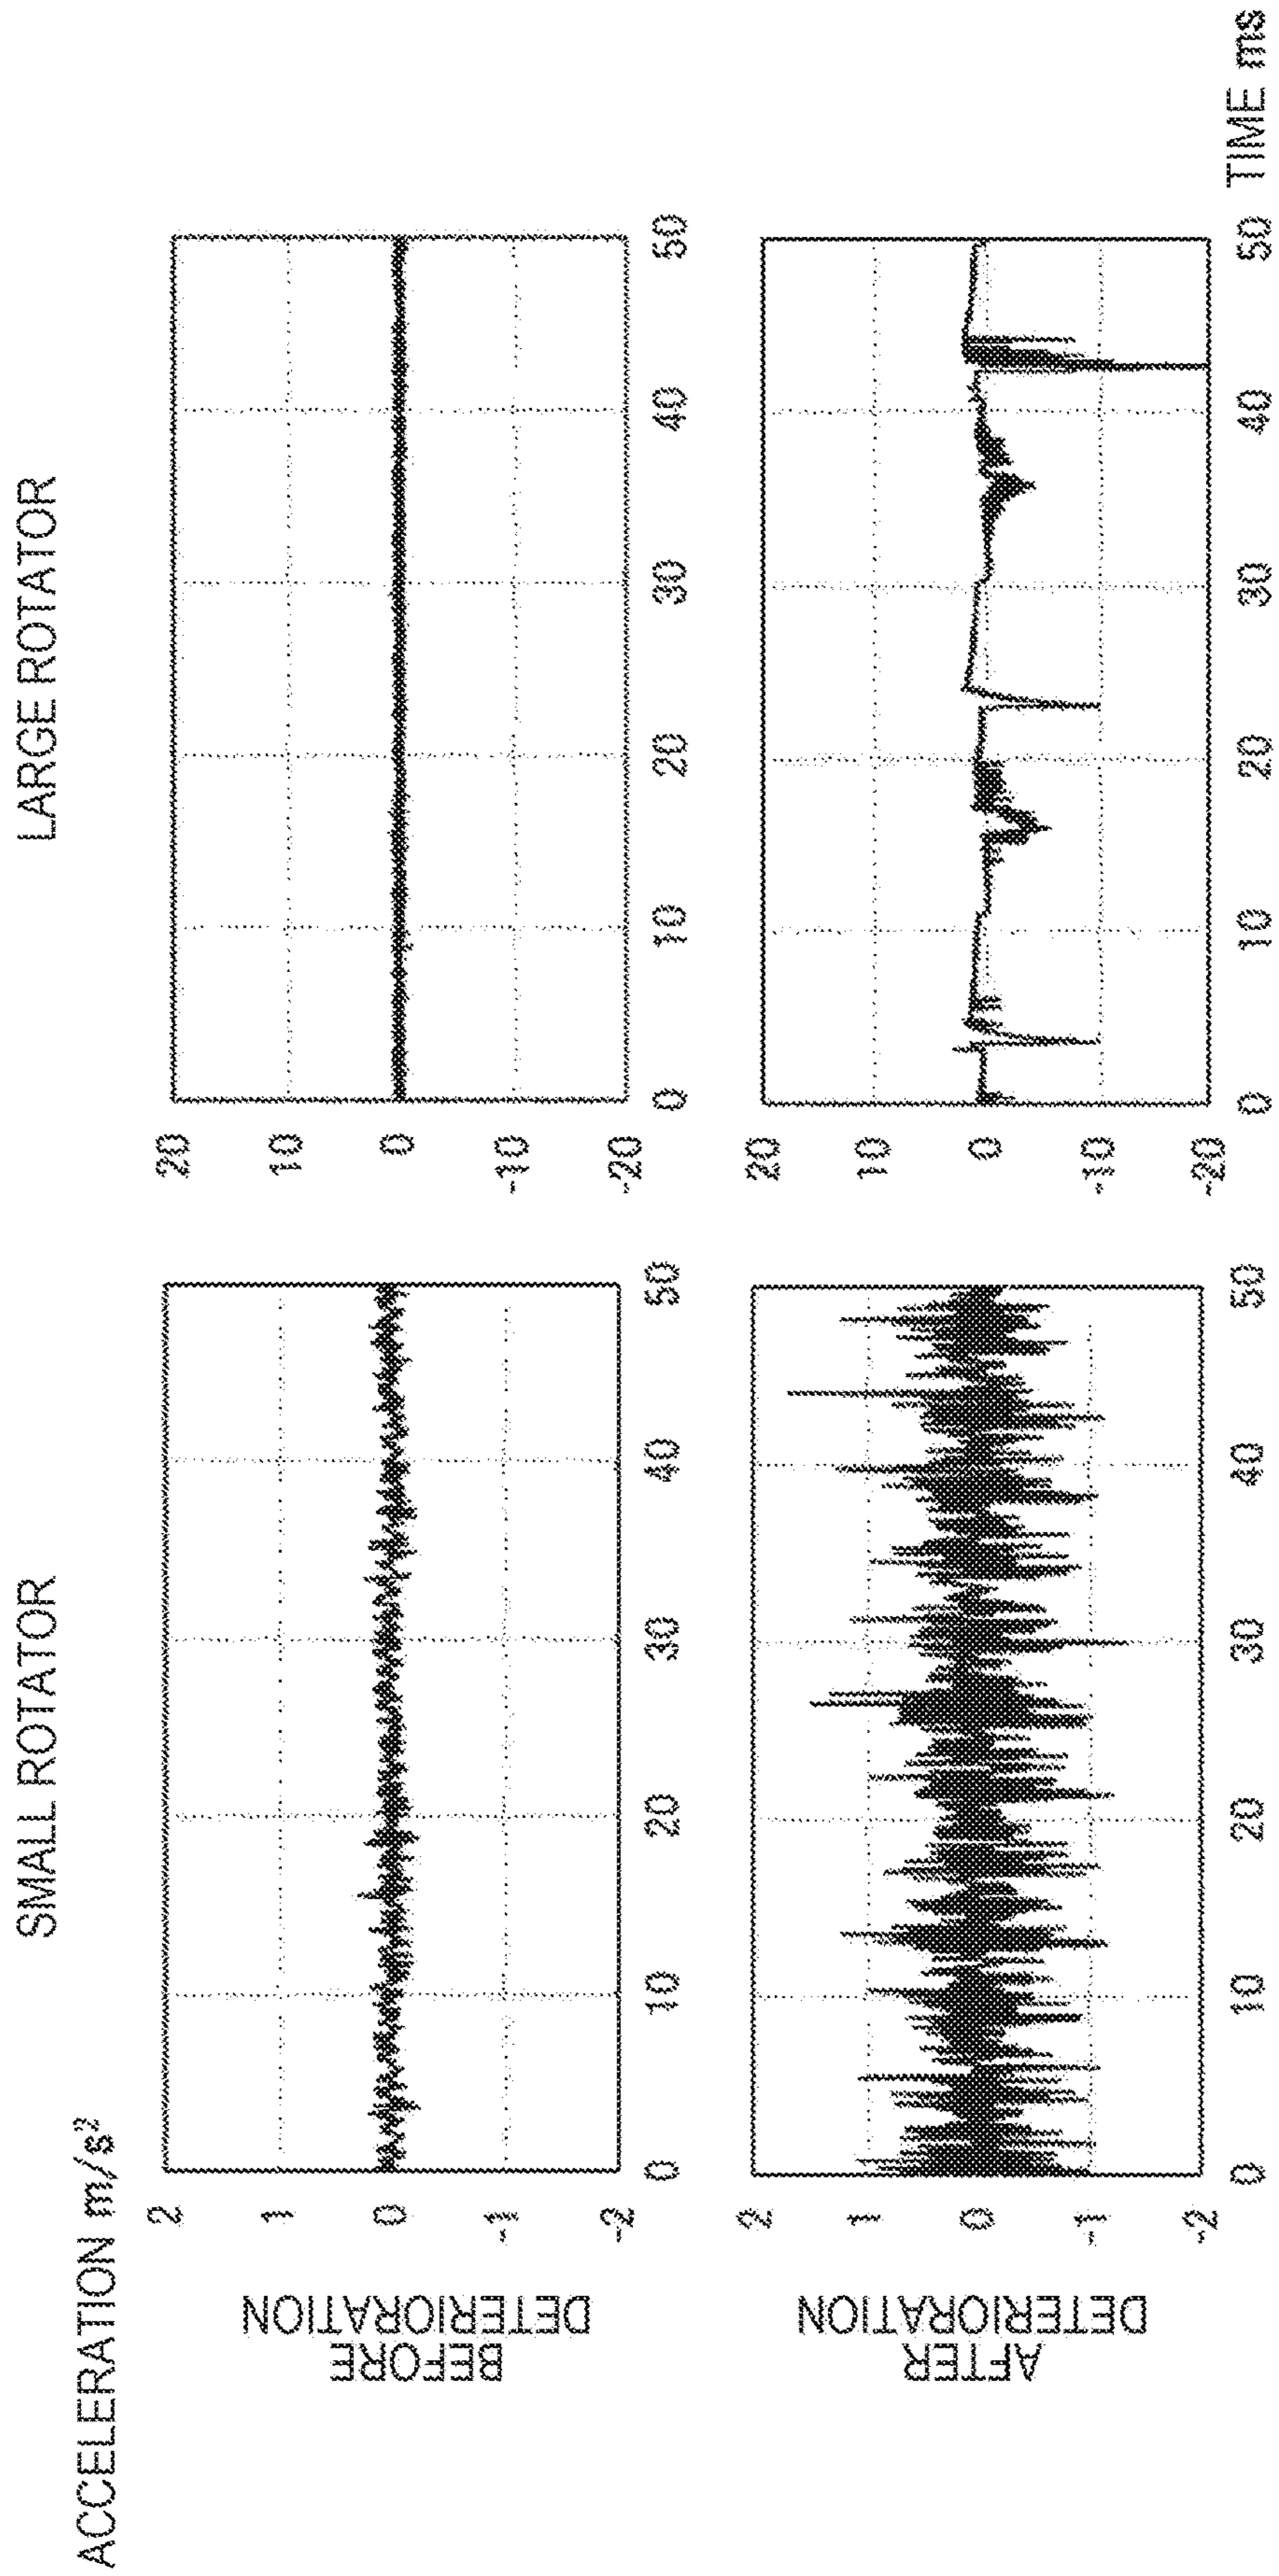 SMALL ROTATOR
LARGE ROTATOR
ACCELERATION m/s²
BEFORE
DETERIORATION
2
1
0
-1
-2
0 10 20 30 40 50
20
10
0
-10
-20
0 10 20 30 40 50
AFTER
DETERIORATION
2
1
0
-1
-2
0 10 20 30 40 50
20
10
0
-10
-20
0 10 20 30 40 50
TIME ms